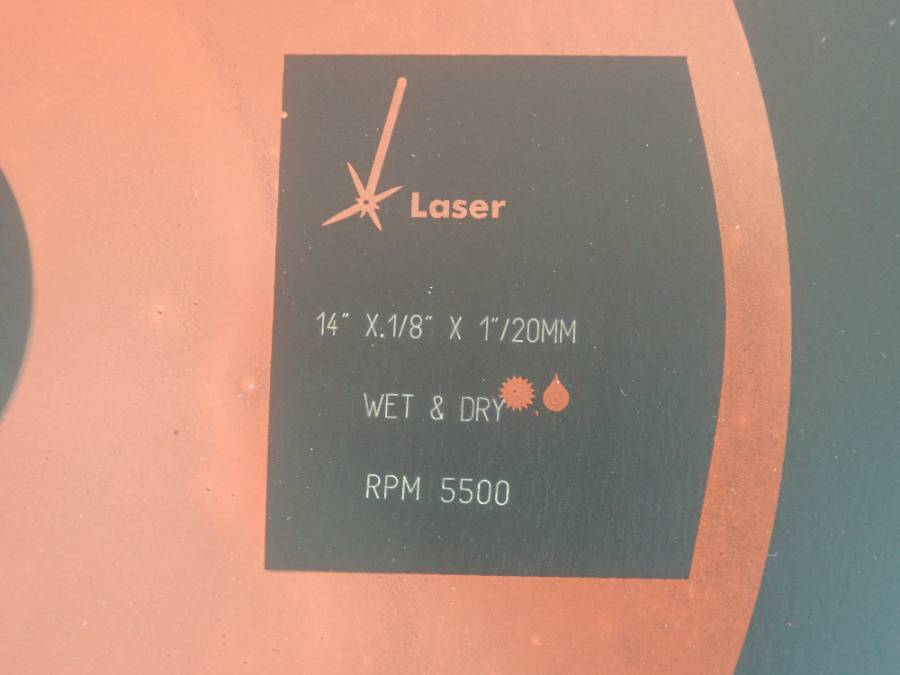 Laser
14" X.1/8" X 1"/20MM
WET & DRY
RPM 5500